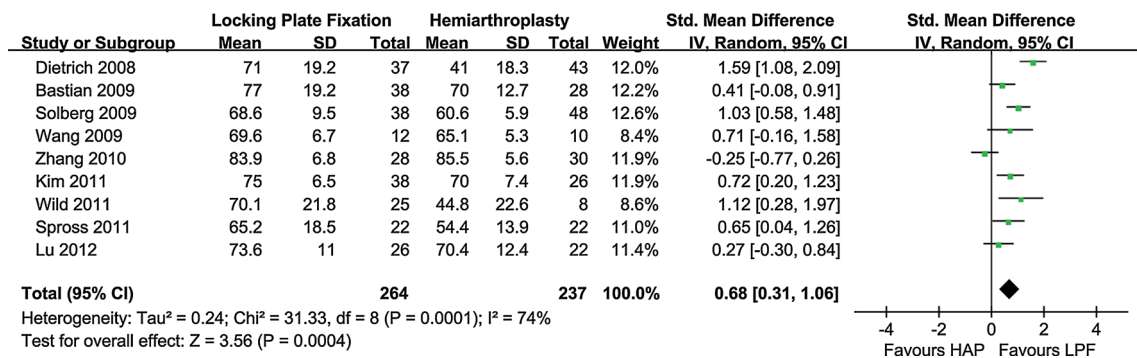 Locking Plate Fixation Hemiarthroplasty Std. Mean Difference Std. Mean Difference
Study or Subgroup Mean SD Total Mean SD Total Weight IV, Random, 95% CI IV, Random, 95% CI
Dietrich 2008 71 19.2 37 41 18.3 43 12.0% 1.59 [1.08, 2.09]
Bastian 2009 77 19.2 38 70 12.7 28 12.2% 0.41 [-0.08, 0.91]
Solberg 2009 68.6 9.5 38 60.6 5.9 48 12.6% 1.03 [0.58, 1.48]
Wang 2009 69.6 6.7 12 65.1 5.3 10 8.4% 0.71 [-0.16, 1.58]
Zhang 2010 83.9 6.8 28 85.5 5.6 30 11.9% -0.25 [-0.77, 0.26]
Kim 2011 75 6.5 38 70 7.4 26 11.9% 0.72 [0.20, 1.23]
Wild 2011 70.1 21.8 25 44.8 22.6 8 8.6% 1.12 [0.28, 1.97]
Spross 2011 65.2 18.5 22 54.4 13.9 22 11.0% 0.65 [0.04, 1.26]
Lu 2012 73.6 11 26 70.4 12.4 22 11.4% 0.27 [-0.30, 0.84]
Total (95% CI) 264 237 100.0% 0.68 [0.31, 1.06]
Heterogeneity: Tau² = 0.24; Chi² = 31.33, df = 8 (P = 0.0001); I² = 74%
Test for overall effect: Z = 3.56 (P = 0.0004)
-4 -2 0 2 4
Favours HAP Favours LPF